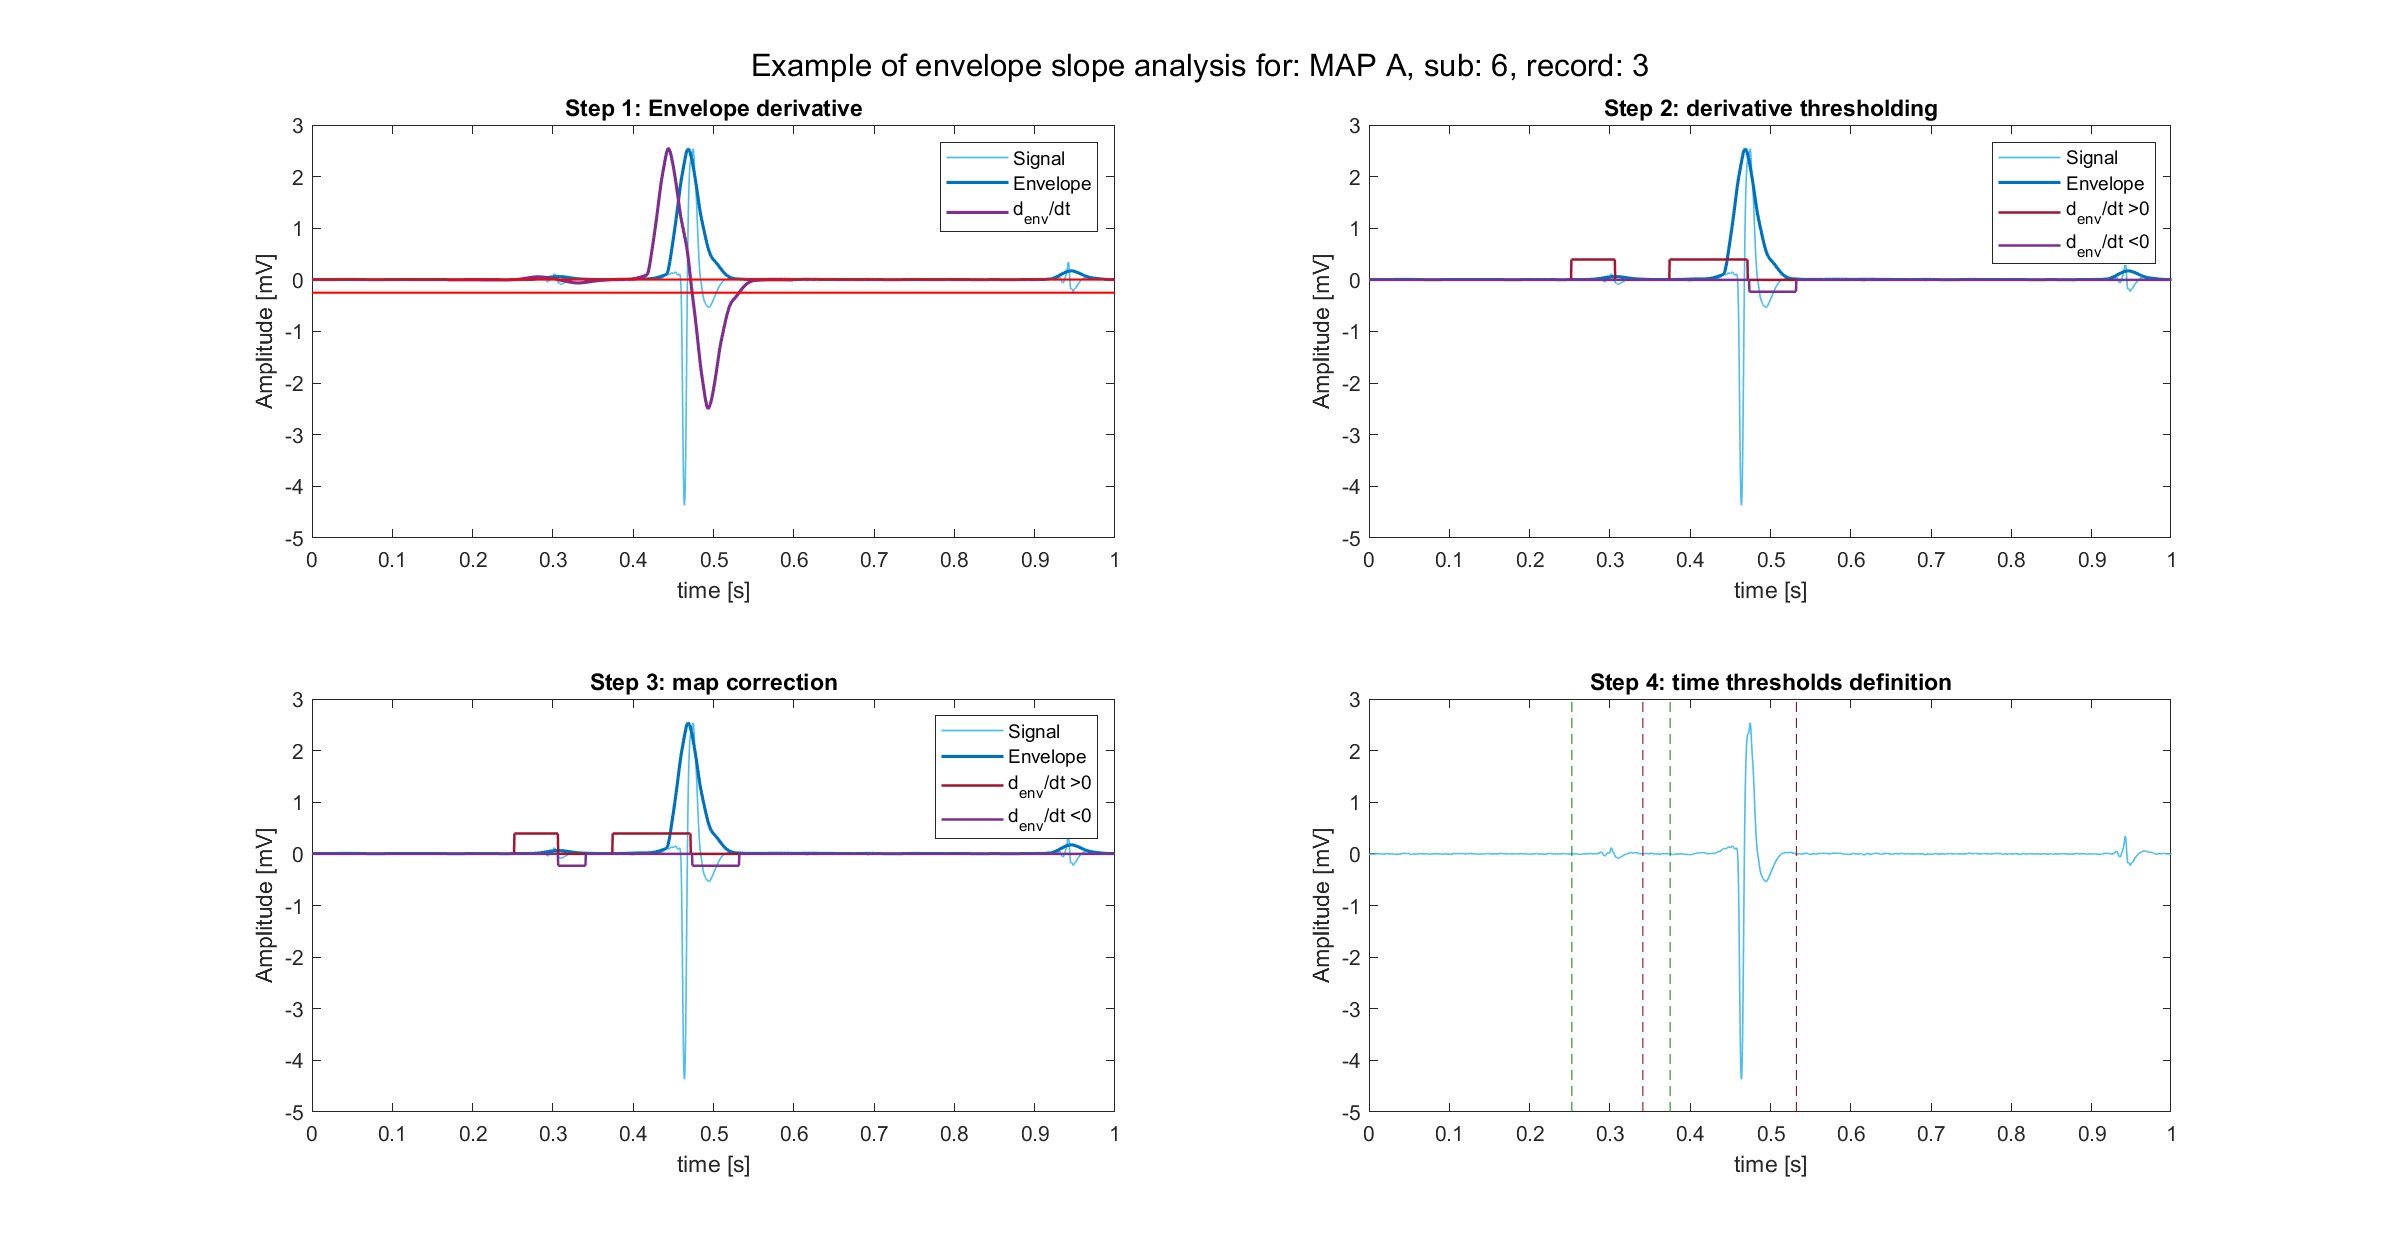 Example of envelope slope analysis for: MAP A, sub: 6, record: 3
Step 1: Envelope derivative
3
2
1
0
-1
-2
-3
-4
-5
Amplitude [mV]
0 0.1 0.2 0.3 0.4 0.5 0.6 0.7 0.8 0.9 1
time [s]
Signal
Envelope
d_env/dt
Step 2: derivative thresholding
3
2
1
0
-1
-2
-3
-4
-5
Amplitude [mV]
0 0.1 0.2 0.3 0.4 0.5 0.6 0.7 0.8 0.9 1
time [s]
Signal
Envelope
d_env/dt >0
d_env/dt <0
Step 3: map correction
3
2
1
0
-1
-2
-3
-4
-5
Amplitude [mV]
0 0.1 0.2 0.3 0.4 0.5 0.6 0.7 0.8 0.9 1
time [s]
Signal
Envelope
d_env/dt >0
d_env/dt <0
Step 4: time thresholds definition
3
2
1
0
-1
-2
-3
-4
-5
Amplitude [mV]
0 0.1 0.2 0.3 0.4 0.5 0.6 0.7 0.8 0.9 1
time [s]